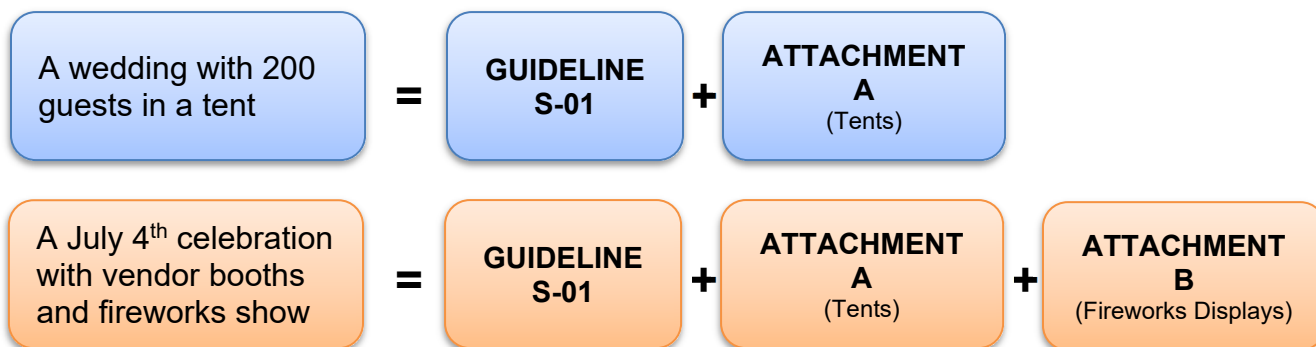 A wedding with 200
guests in a tent
=
GUIDELINE
S-01
+
ATTACHMENT
A
(Tents)
A July 4th celebration
with vendor booths
and fireworks show
=
GUIDELINE
S-01
+
ATTACHMENT
A
(Tents)
+
ATTACHMENT
B
(Fireworks Displays)